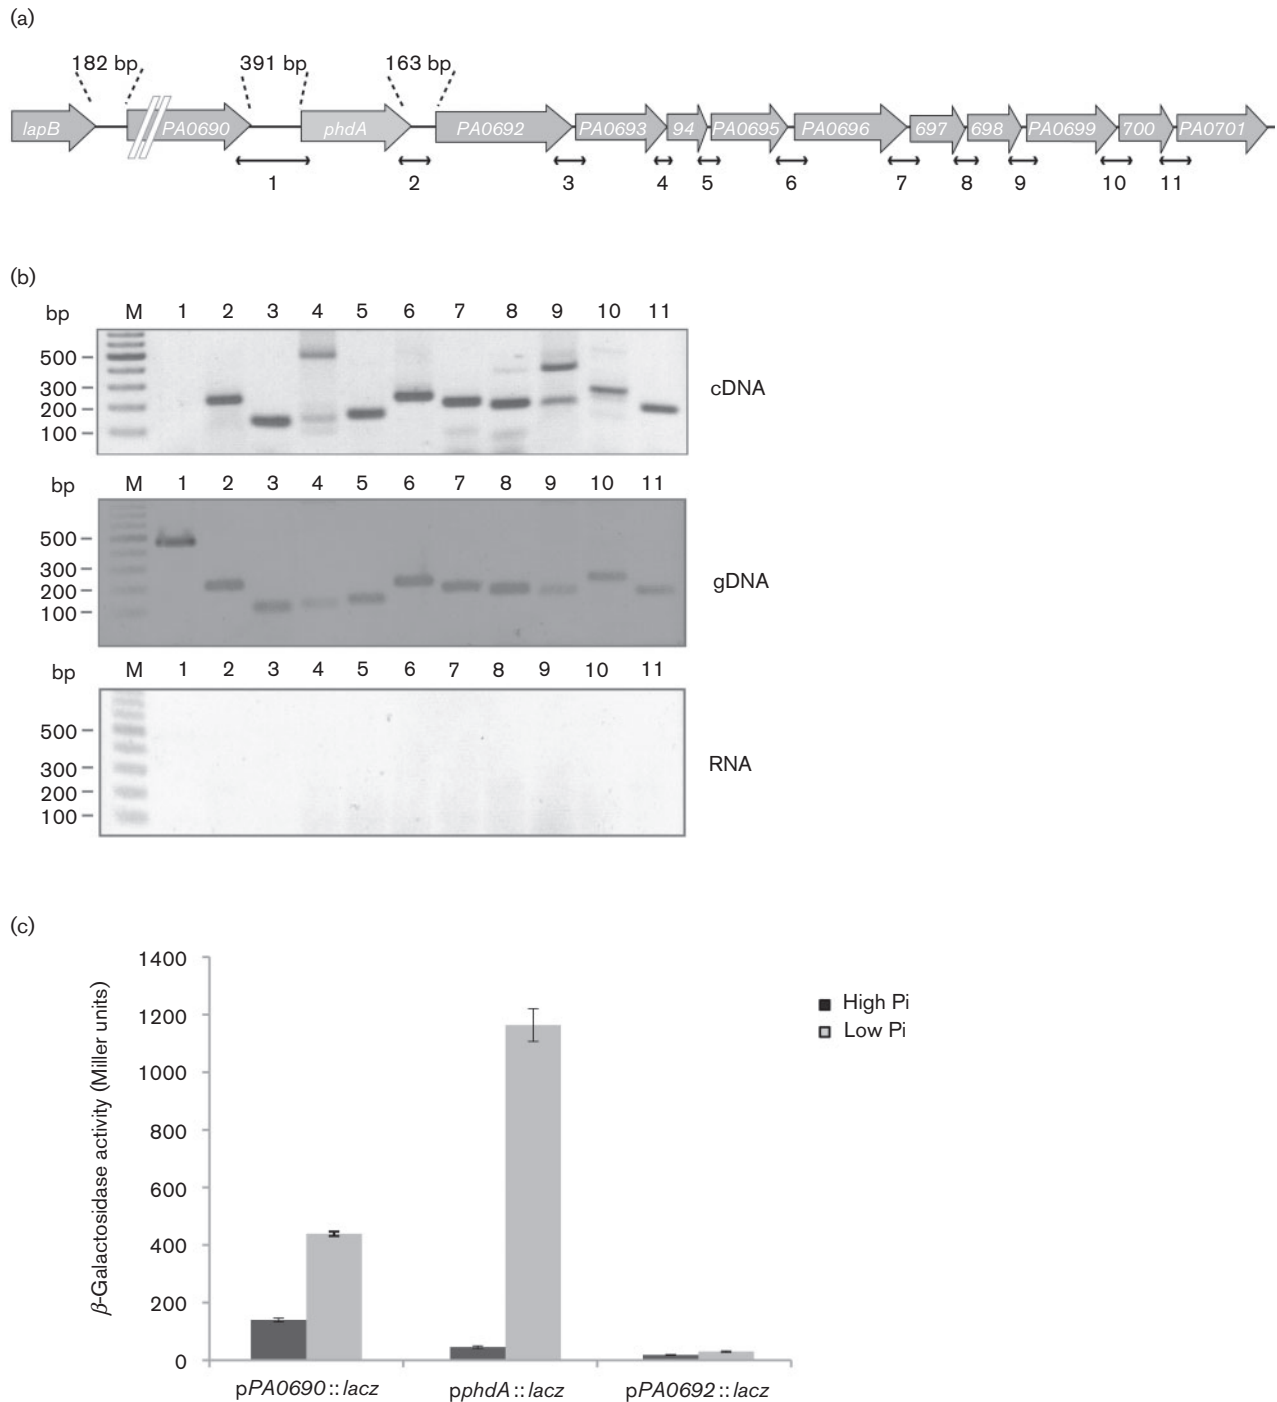 (a)
182 bp 391 bp 163 bp
lapB PA0690 phdA PA0692 PA0693 94 PA0695 PA0696 697 698 PA0699 700 PA0701
1 2 3 4 5 6 7 8 9 10 11
(b)
bp M 1 2 3 4 5 6 7 8 9 10 11
500
300
200
100
cDNA
bp M 1 2 3 4 5 6 7 8 9 10 11
500
300
200
100
gDNA
bp M 1 2 3 4 5 6 7 8 9 10 11
500
300
200
100
RNA
(c)
β-Galactosidase activity (Miller units)
1400
1200
1000
800
600
400
200
0
High Pi
Low Pi
pPA0690::lacz pphdA::lacz pPA0692::lacz